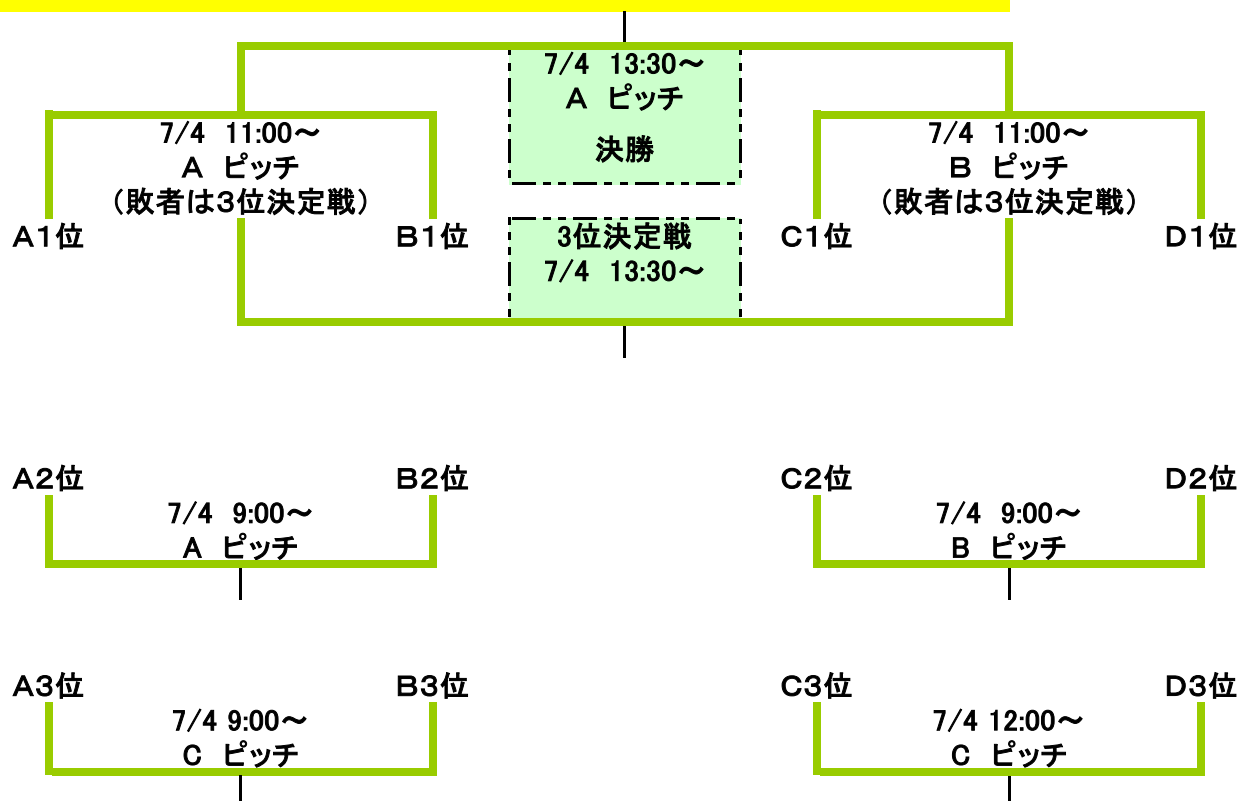 7/4 13:30～
A ピッチ
決勝
7/4 11:00～
A ピッチ
（敗者は3位決定戦）
7/4 11:00～
B ピッチ
（敗者は3位決定戦）
A1位
B1位
3位決定戦
7/4 13:30～
C1位
D1位
A2位
B2位
7/4 9:00～
A ピッチ
C2位
D2位
7/4 9:00～
B ピッチ
A3位
B3位
7/4 9:00～
C ピッチ
C3位
D3位
7/4 12:00～
C ピッチ